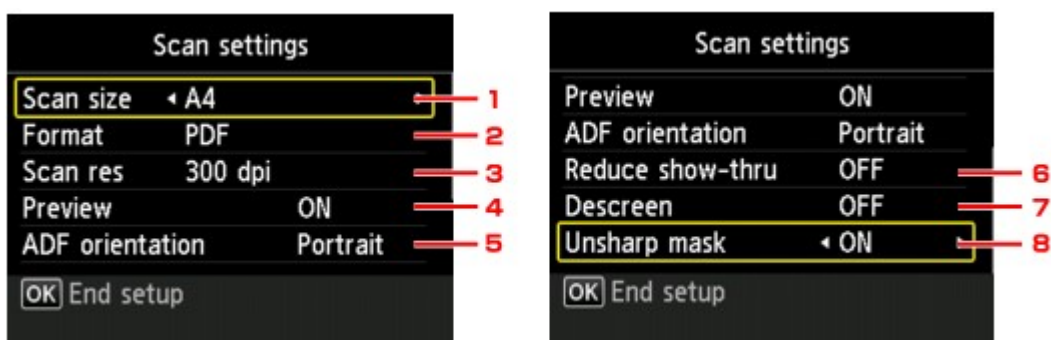 Scan settings
Scan size A4 1
Format PDF 2
Scan res 300 dpi 3
Preview ON 4
ADF orientation Portrait 5
OK End setup
Scan settings
Preview ON
ADF orientation Portrait
Reduce show-thru OFF 6
Descreen OFF 7
Unsharp mask ON 8
OK End setup